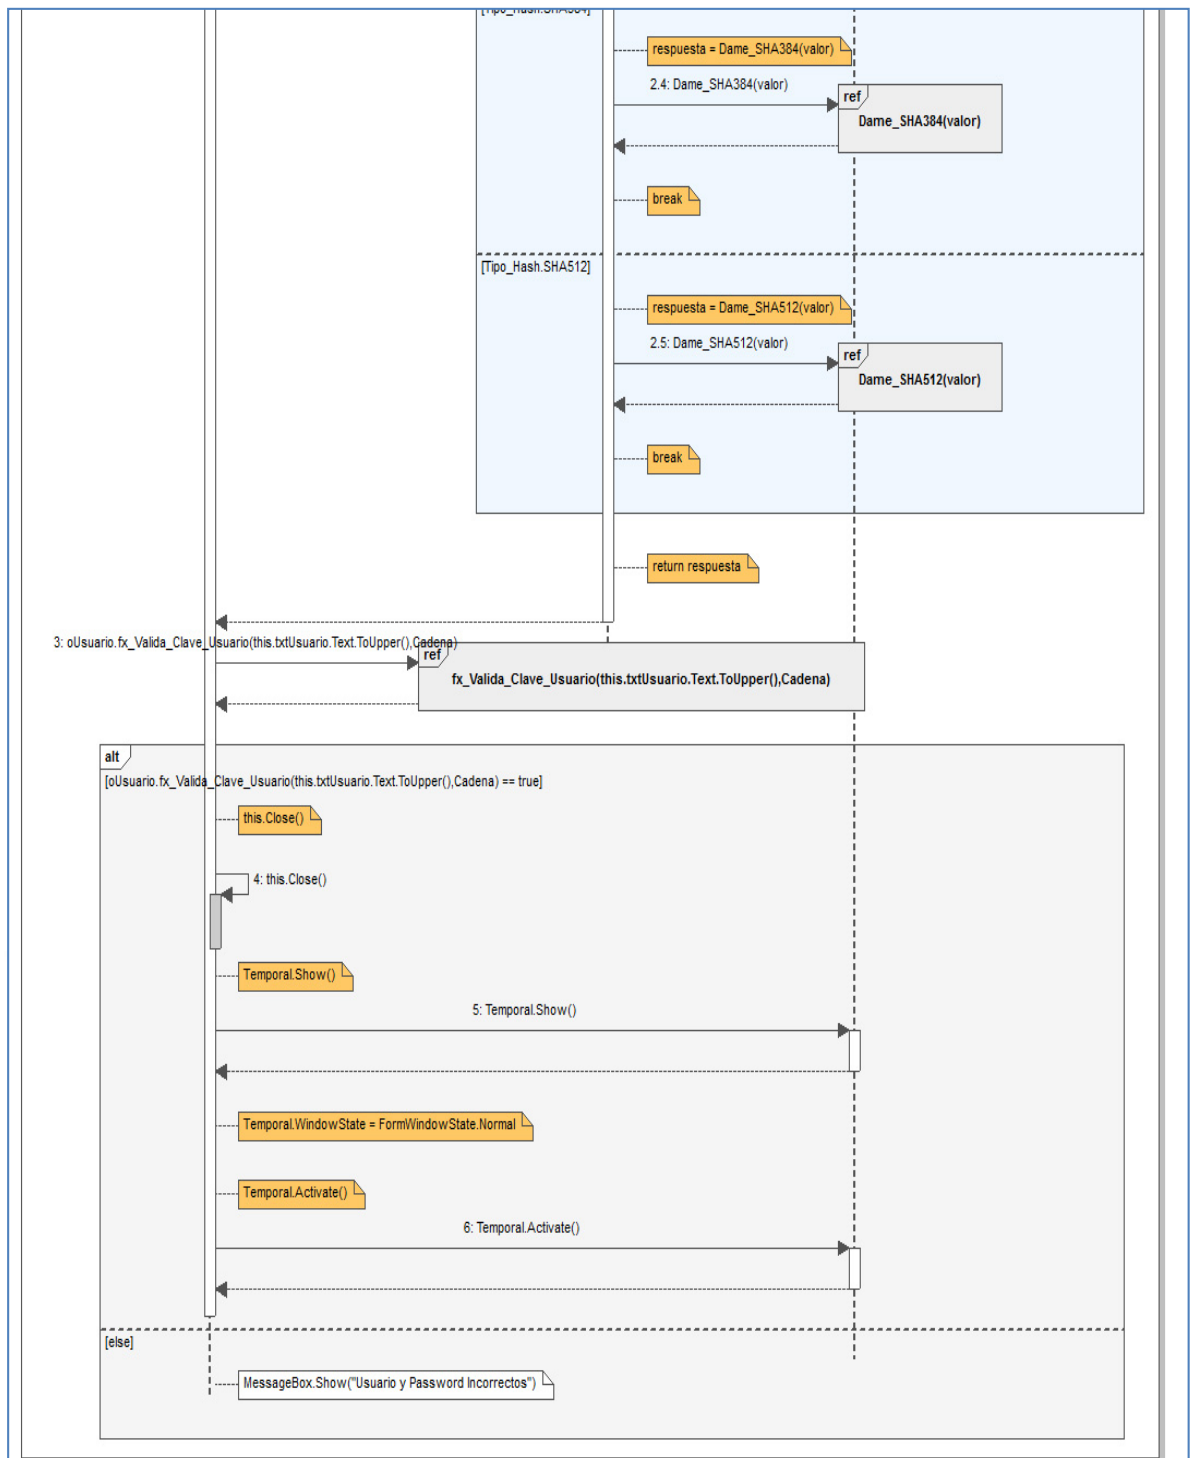 [Tipo_Hash.SHA384]
respuesta = Dame_SHA384(valor)
2.4: Dame_SHA384(valor)
ref
Dame_SHA384(valor)
break
[Tipo_Hash.SHA512]
respuesta = Dame_SHA512(valor)
2.5: Dame_SHA512(valor)
ref
Dame_SHA512(valor)
break
return respuesta
3: oUsuario.fx_Valida_Clave_Usuario(this.txtUsuario.Text.ToUpper(),Cadena)
ref
fx_Valida_Clave_Usuario(this.txtUsuario.Text.ToUpper(),Cadena)
alt
[oUsuario.fx_Valida_Clave_Usuario(this.txtUsuario.Text.ToUpper(),Cadena) == true]
this.Close()
4: this.Close()
Temporal.Show()
5: Temporal.Show()
Temporal.WindowState = FormWindowState.Normal
Temporal.Activate()
6: Temporal.Activate()
[else]
MessageBox.Show("Usuario y Password Incorrectos")